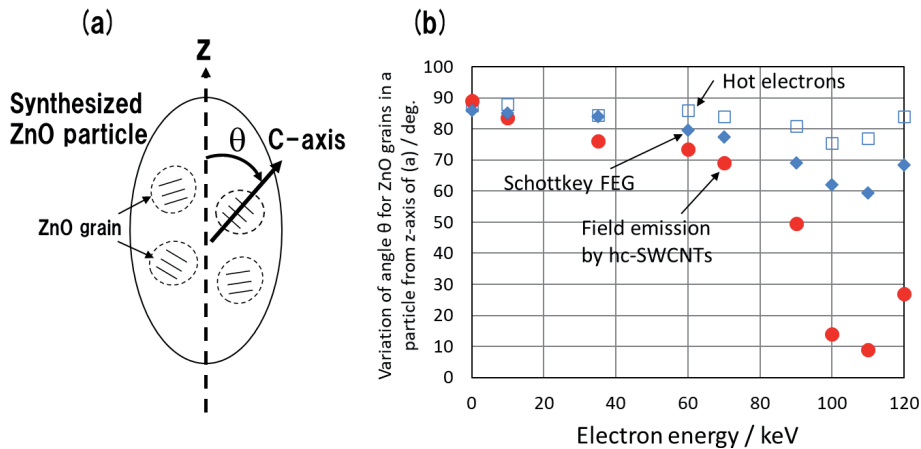 (a)
z
Synthesized
ZnO particle
θ
C-axis
ZnO grain
(b)
Variation of angle θ for ZnO grains in a
particle from z-axis of (a) / deg.
100
90
80
70
60
50
40
30
20
10
0
Hot electrons
Schottkey FEG
Field emission
by hc-SWCNTs
0 20 40 60 80 100 120
Electron energy / keV